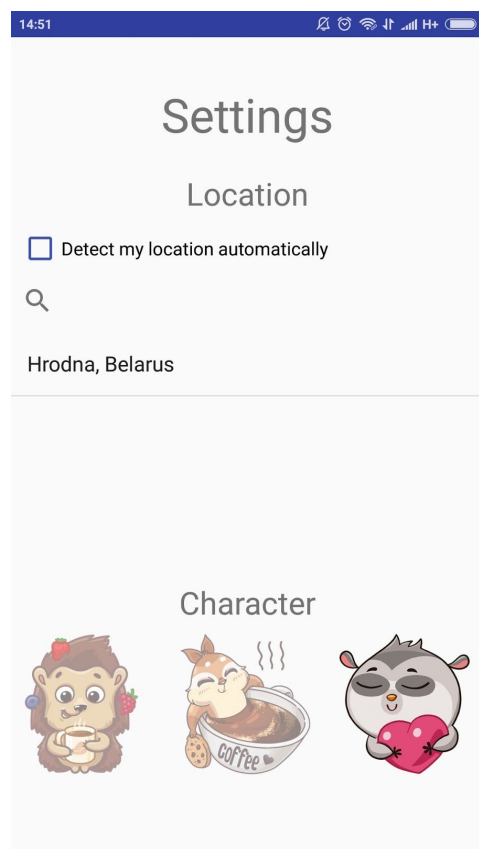 14:51
H+
Settings
Location
Detect my location automatically
Hrodna, Belarus
Character
coffee